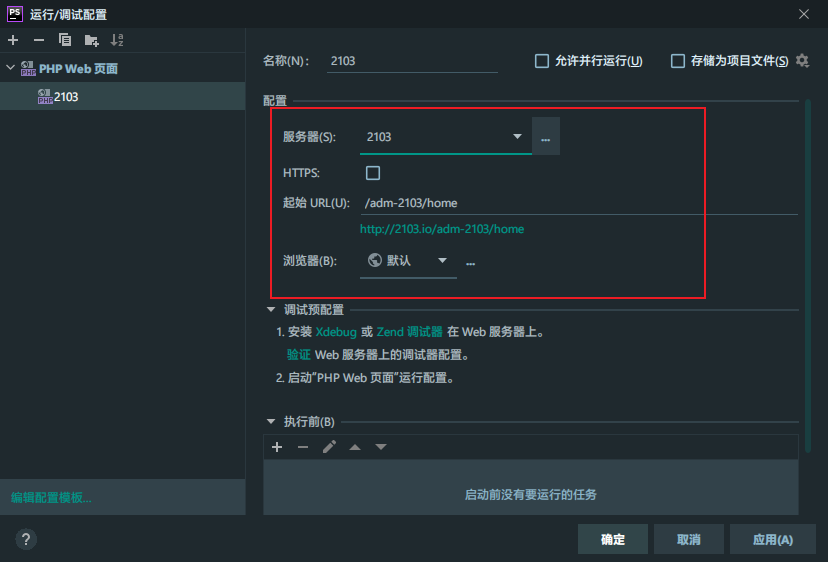 PS 运行/调试配置
PHP Web 页面
PHP 2103
编辑配置模板...
名称(N): 2103 允许并行运行(U) 存储为项目文件(S)
配置
服务器(S): 2103 ...
HTTPS:
起始 URL(U): /adm-2103/home
http://2103.io/adm-2103/home
浏览器(B): 默认 ...
调试预配置
1. 安装 Xdebug 或 Zend 调试器 在 Web 服务器上。
验证 Web 服务器上的调试器配置。
2. 启动"PHP Web 页面"运行配置。
执行前(B)
启动前没有要运行的任务
? 确定 取消 应用(A)